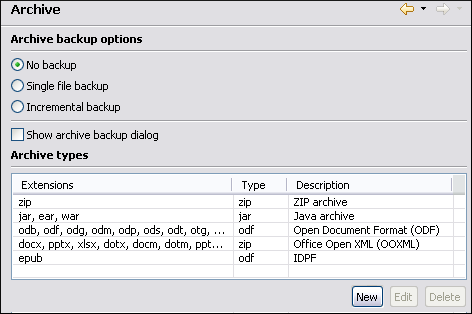 Archive
Archive backup options
No backup
Single file backup
Incremental backup
Show archive backup dialog
Archive types
Extensions Type Description
zip zip ZIP archive
jar, ear, war jar Java archive
odb, odf, odg, odm, odp, ods, odt, otg, ... odf Open Document Format (ODF)
docx, pptx, xlsx, dotx, docm, dotm, ppt... zip Office Open XML (OOXML)
epub odf IDPF
New Edit Delete